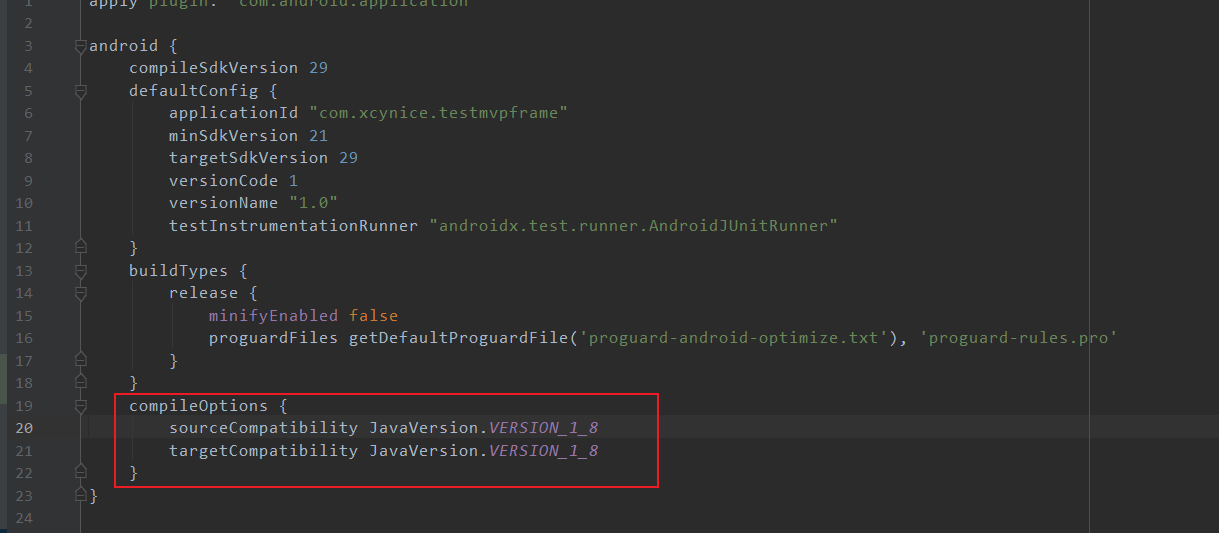 1 apply plugin: 'com.android.application'
2
3 android {
4 compileSdkVersion 29
5 defaultConfig {
6 applicationId "com.xcynice.testmvpframe"
7 minSdkVersion 21
8 targetSdkVersion 29
9 versionCode 1
10 versionName "1.0"
11 testInstrumentationRunner "androidx.test.runner.AndroidJUnitRunner"
12 }
13 buildTypes {
14 release {
15 minifyEnabled false
16 proguardFiles getDefaultProguardFile('proguard-android-optimize.txt'), 'proguard-rules.pro'
17 }
18 }
19 compileOptions {
20 sourceCompatibility JavaVersion.VERSION_1_8
21 targetCompatibility JavaVersion.VERSION_1_8
22 }
23 }
24